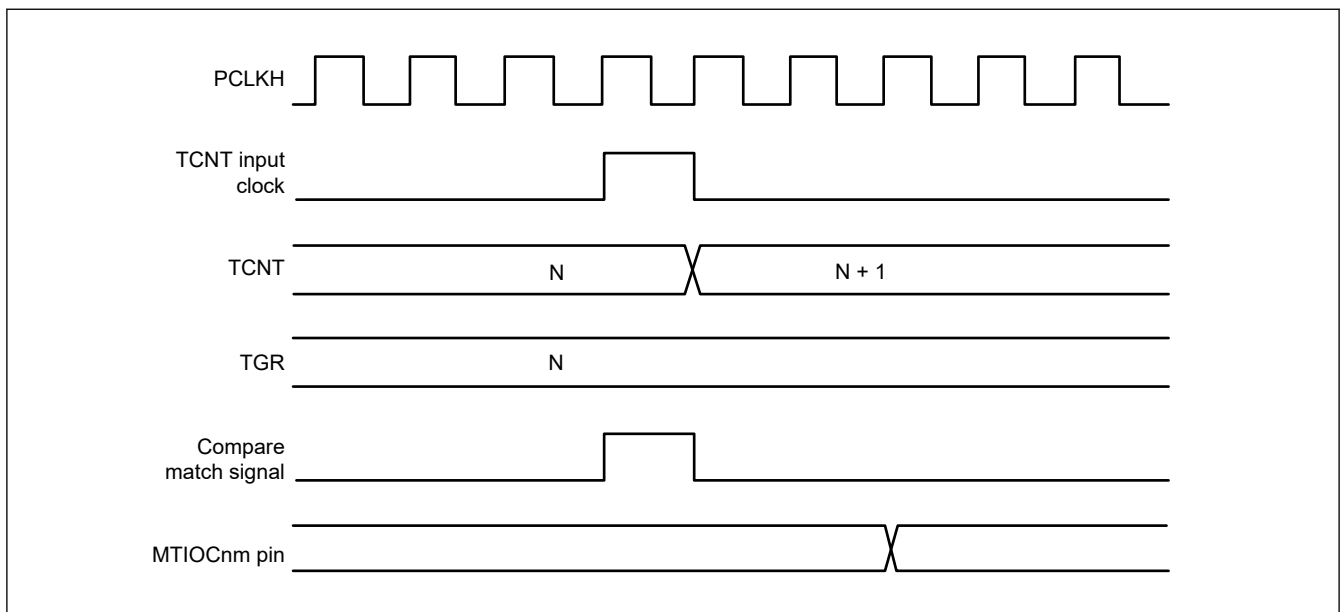 PCLKH
TCNT input
clock
TCNT
N
N + 1
TGR
N
Compare
match signal
MTIOCnm pin